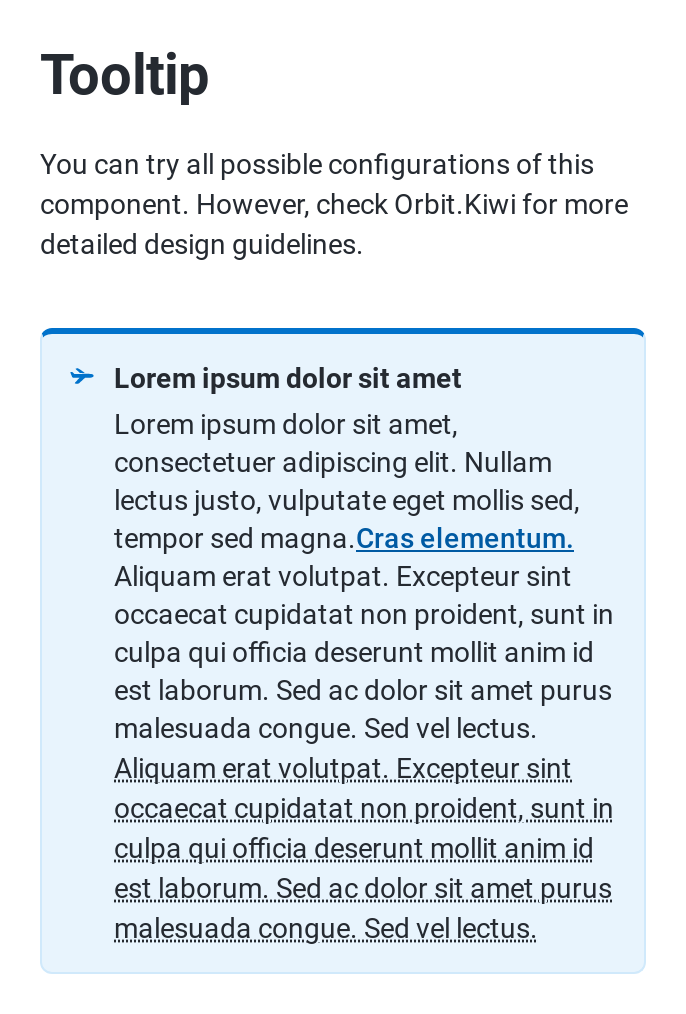 Tooltip
You can try all possible configurations of this
component. However, check Orbit.Kiwi for more
detailed design guidelines.
Lorem ipsum dolor sit amet
Lorem ipsum dolor sit amet,
consectetuer adipiscing elit. Nullam
lectus justo, vulputate eget mollis sed,
tempor sed magna.Cras elementum.
Aliquam erat volutpat. Excepteur sint
occaecat cupidatat non proident, sunt in
culpa qui officia deserunt mollit anim id
est laborum. Sed ac dolor sit amet purus
malesuada congue. Sed vel lectus.
Aliquam erat volutpat. Excepteur sint
occaecat cupidatat non proident, sunt in
culpa qui officia deserunt mollit anim id
est laborum. Sed ac dolor sit amet purus
malesuada congue. Sed vel lectus.